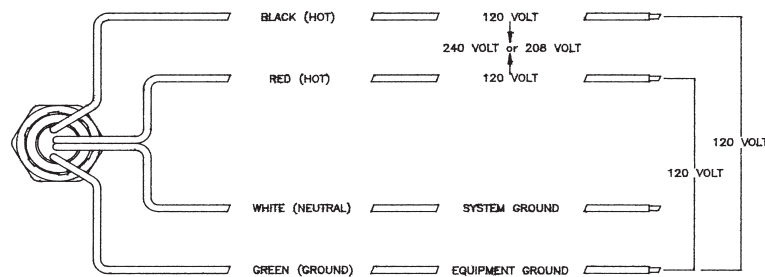 BLACK (HOT) 120 VOLT
240 VOLT or 208 VOLT
RED (HOT) 120 VOLT
120 VOLT
120 VOLT
WHITE (NEUTRAL) SYSTEM GROUND
GREEN (GROUND) EQUIPMENT GROUND